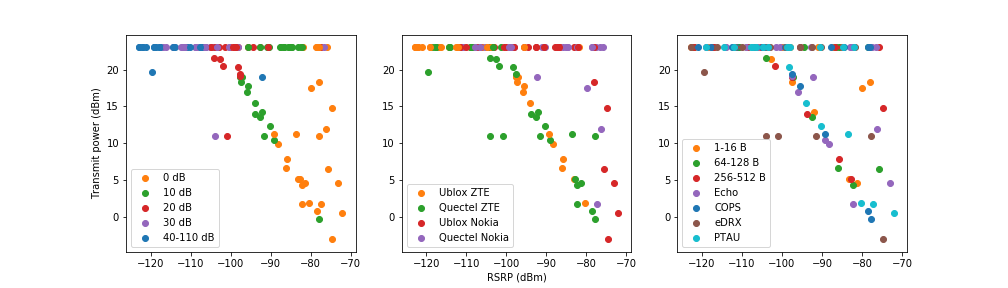 Transmit power (dBm)
20
15
10
5
0
0 dB
10 dB
20 dB
30 dB
40-110 dB
−120
−110
−100
−90
−80
−70
20
15
10
5
0
Ublox ZTE
Quectel ZTE
Ublox Nokia
Quectel Nokia
−120
−110
−100
−90
−80
−70
RSRP (dBm)
20
15
10
5
0
1-16 B
64-128 B
256-512 B
Echo
COPS
eDRX
PTAU
−120
−110
−100
−90
−80
−70